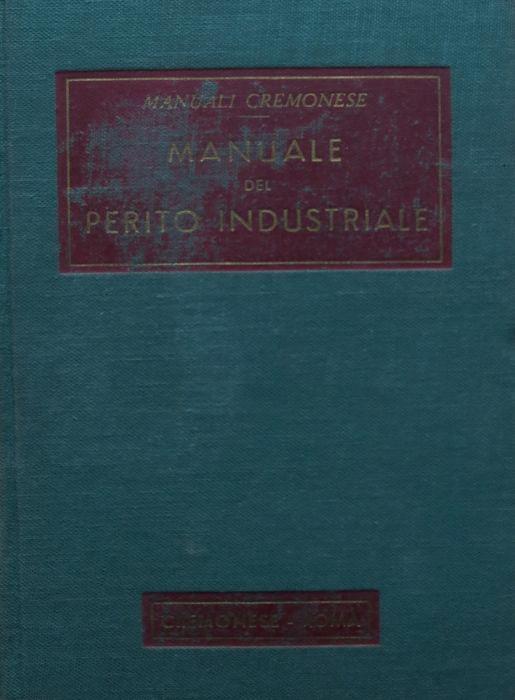 MANUALI CREMONESE
MANUALE
DEL
PERITO INDUSTRIALE
CREMONESE - ROMA